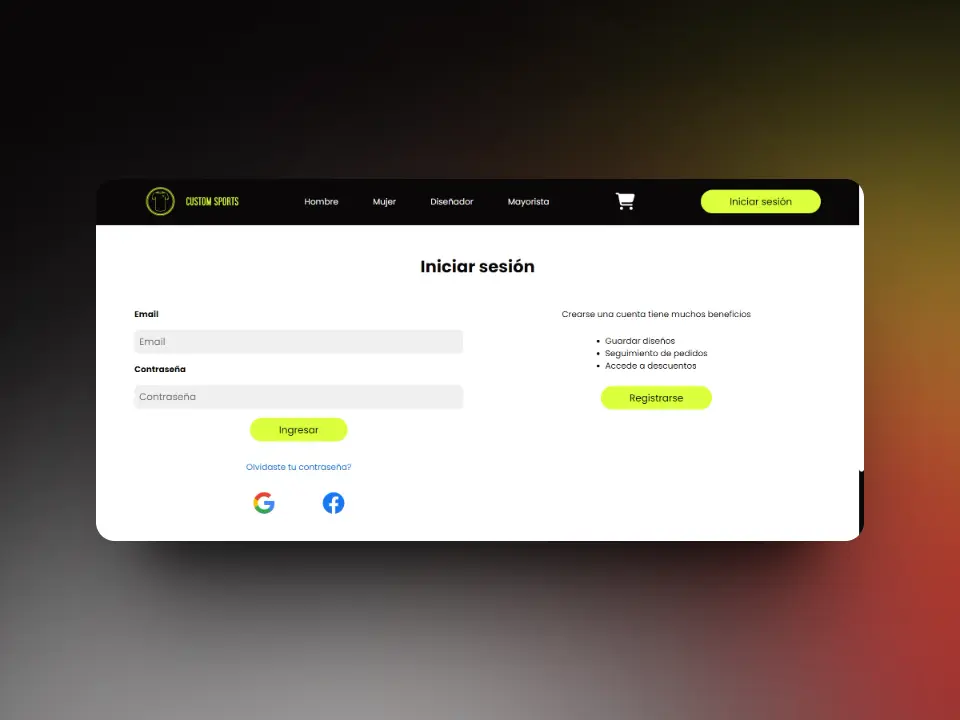 CUSTOM SPORTS
Hombre Mujer Diseñador Mayorista
Iniciar sesión
Iniciar sesión
Email
Email
Contraseña
Contraseña
Ingresar
Olvidaste tu contraseña?
Crearse una cuenta tiene muchos beneficios
Guardar diseños
Seguimiento de pedidos
Accede a descuentos
Registrarse